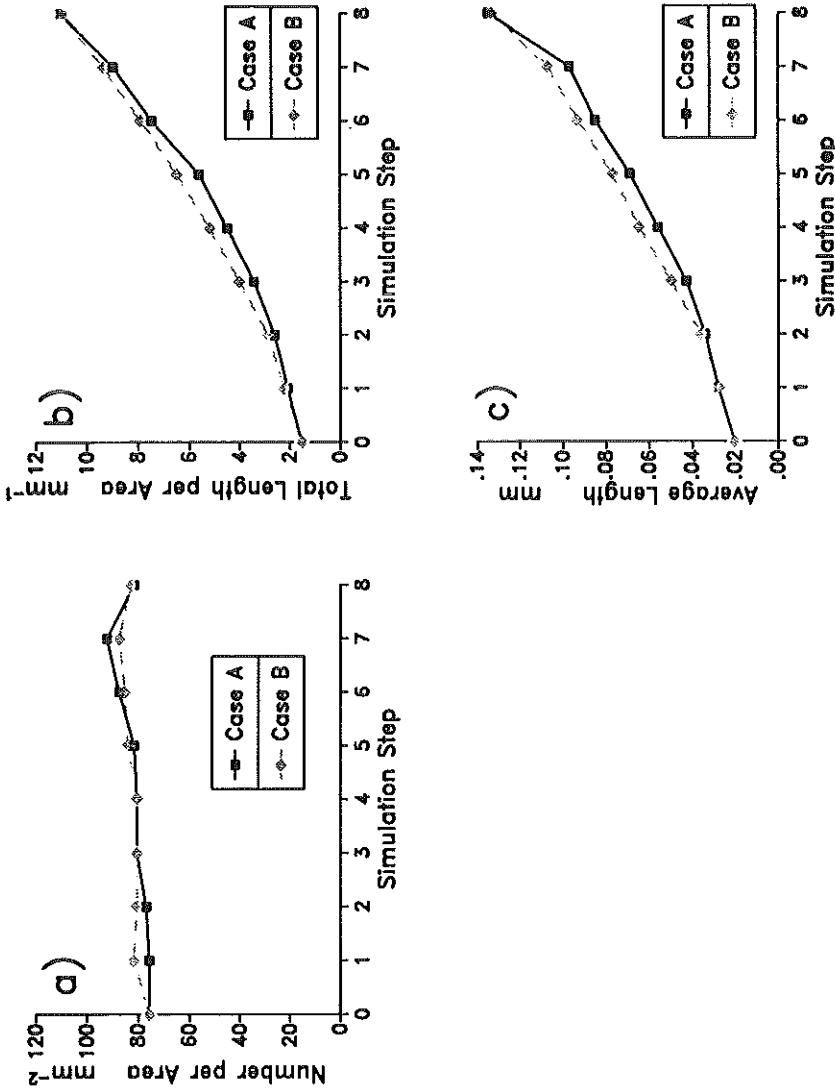 a)
120
100
80
60
40
20
0
Number per Area
mm⁻²
0 1 2 3 4 5 6 7 8
Simulation Step
Case A
Case B
b)
12
10
8
6
4
2
0
Total Length per Area
mm⁻¹
0 1 2 3 4 5 6 7 8
Simulation Step
Case A
Case B
c)
.14
.12
.10
.08
.06
.04
.02
0.00
Average Length
mm
0 1 2 3 4 5 6 7 8
Simulation Step
Case A
Case B